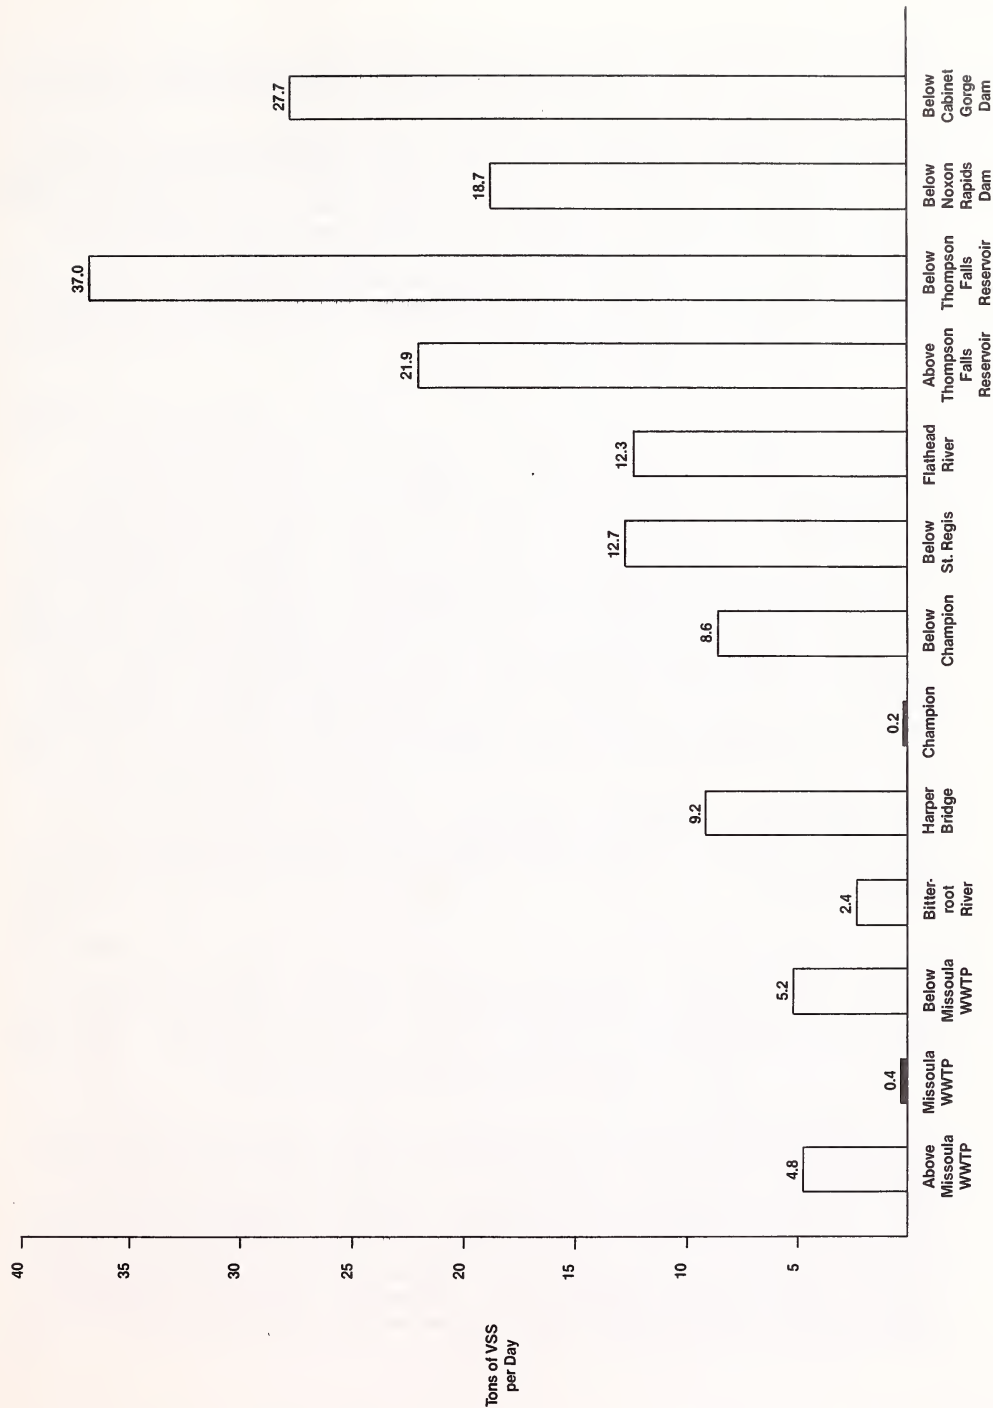 40
35
30
25
20
15
10
5
Tons of VSS
per Day
4.8
0.4
5.2
2.4
9.2
0.2
8.6
12.7
12.3
21.9
37.0
18.7
27.7
Above
Missoula
WWTP
Missoula
WWTP
Below
Missoula
WWTP
Bitter-
root
River
Harper
Bridge
Champion
Below
Champion
Below
St. Regis
Flathead
River
Above
Thompson
Falls
Reservoir
Below
Thompson
Falls
Reservoir
Below
Noxon
Rapids
Dam
Below
Cabinet
Gorge
Dam